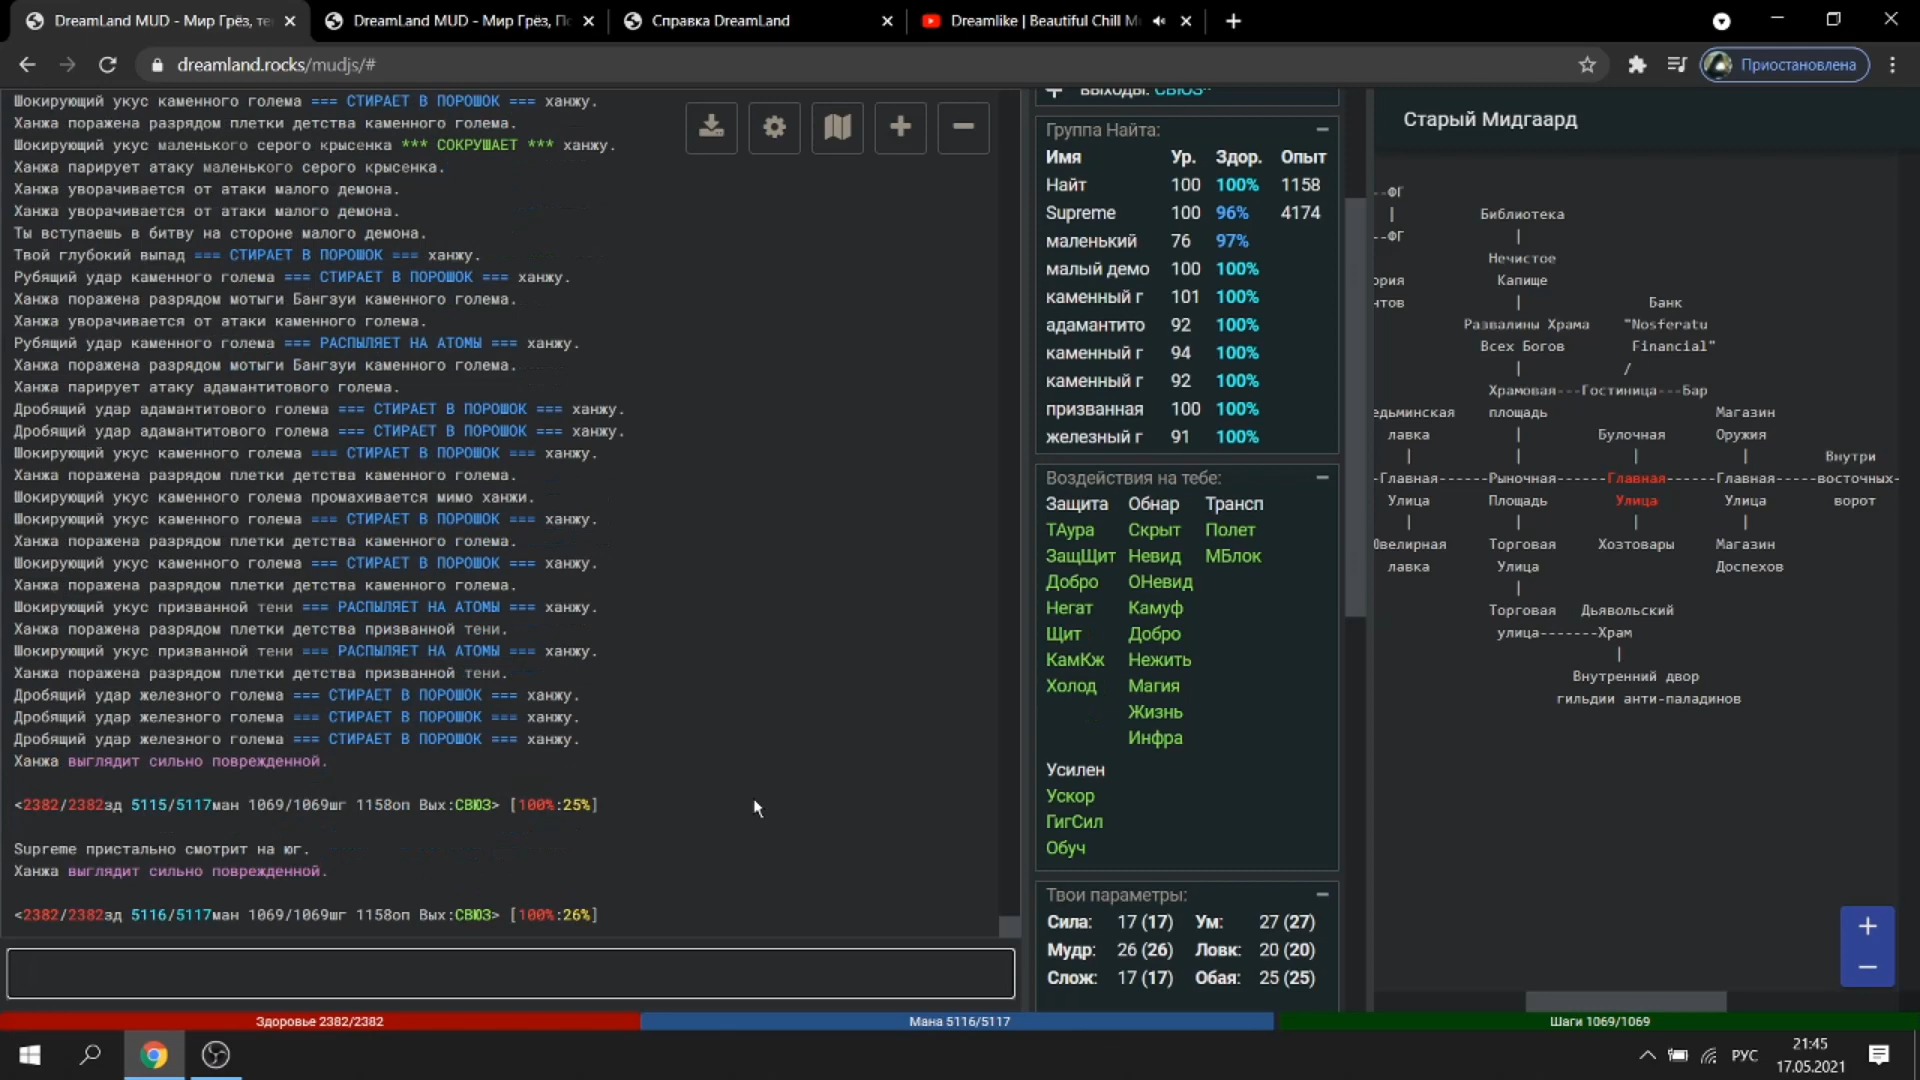 DreamLand MUD - Мир Грёз, те
DreamLand MUD - Мир Грёз, П
Справка DreamLand
Dreamlike | Beautiful Chill M
dreamland.rocks/mudjs/#
Приостановлена
Шокирующий укус каменного голема === СТИРАЕТ В ПОРОШОК === ханжу.
Ханжа поражена разрядом плетки детства каменного голема.
Шокирующий укус маленького серого крысенка *** СОКРУШАЕТ *** ханжу.
Ханжа парирует атаку маленького серого крысенка.
Ханжа уворачивается от атаки малого демона.
Ханжа уворачивается от атаки малого демона.
Ты вступаешь в битву на стороне малого демона.
Твой глубокий выпад === СТИРАЕТ В ПОРОШОК === ханжу.
Рубящий удар каменного голема === СТИРАЕТ В ПОРОШОК === ханжу.
Ханжа поражена разрядом мотыги Бангзуи каменного голема.
Ханжа уворачивается от атаки каменного голема.
Рубящий удар каменного голема === РАСПЫЛЯЕТ НА АТОМЫ === ханжу.
Ханжа поражена разрядом мотыги Бангзуи каменного голема.
Ханжа парирует атаку адамантитового голема.
Дробящий удар адамантитового голема === СТИРАЕТ В ПОРОШОК === ханжу.
Дробящий удар адамантитового голема === СТИРАЕТ В ПОРОШОК === ханжу.
Шокирующий укус каменного голема === СТИРАЕТ В ПОРОШОК === ханжу.
Ханжа поражена разрядом плетки детства каменного голема.
Шокирующий укус каменного голема промахивается мимо ханжи.
Шокирующий укус каменного голема === СТИРАЕТ В ПОРОШОК === ханжу.
Ханжа поражена разрядом плетки детства каменного голема.
Шокирующий укус каменного голема === СТИРАЕТ В ПОРОШОК === ханжу.
Ханжа поражена разрядом плетки детства каменного голема.
Шокирующий укус призванной тени === РАСПЫЛЯЕТ НА АТОМЫ === ханжу.
Ханжа поражена разрядом плетки детства призванной тени.
Шокирующий укус призванной тени === РАСПЫЛЯЕТ НА АТОМЫ === ханжу.
Ханжа поражена разрядом плетки детства призванной тени.
Дробящий удар железного голема === СТИРАЕТ В ПОРОШОК === ханжу.
Дробящий удар железного голема === СТИРАЕТ В ПОРОШОК === ханжу.
Дробящий удар железного голема === СТИРАЕТ В ПОРОШОК === ханжу.
Ханжа выглядит сильно поврежденной.
<2382/2382зд 5115/5117ман 1069/1069шг 1158оп Вых:СВЮЗ> [100%:25%]
Supreme пристально смотрит на юг.
Ханжа выглядит сильно поврежденной.
<2382/2382зд 5116/5117ман 1069/1069шг 1158оп Вых:СВЮЗ> [100%:26%]
Выходы: СВЮЗ^
Группа Найта: —
Имя Ур. Здор. Опыт
Найт 100 100% 1158
Supreme 100 96% 4174
маленький 76 97%
малый демо 100 100%
каменный г 101 100%
адамантито 92 100%
каменный г 94 100%
каменный г 92 100%
призванная 100 100%
железный г 91 100%
Воздействия на тебе: —
Защита Обнар Трансп
ТАура Скрыт Полет
ЗащЩит Невид МБлок
Добро ОНевид
Негат Камуф
Щит Добро
КамКж Нежить
Холод Магия
Жизнь
Инфра
Усилен
Ускор
ГигСил
Обуч
Твои параметры: —
Сила: 17 (17) Ум: 27 (27)
Мудр: 26 (26) Ловк: 20 (20)
Слож: 17 (17) Обая: 25 (25)
Старый Мидгаард
--ФГ
| Библиотека
--ФГ |
Нечистое
ория Капище
нтов | Банк
Развалины Храма "Nosferatu
Всех Богов Financial"
| /
Храмовая---Гостиница---Бар
едьминская площадь Магазин
лавка | Булочная Оружия
| | | | Внутри
-Главная------Рыночная------Главная------Главная-----восточных-
Улица Площадь Улица Улица ворот
| | | |
Ювелирная Торговая Хозтовары Магазин
лавка Улица Доспехов
|
Торговая Дьявольский
улица-------Храм
|
Внутренний двор
гильдии анти-паладинов
Здоровье 2382/2382
Мана 5116/5117
Шаги 1069/1069
РУС
21:45
17.05.2021